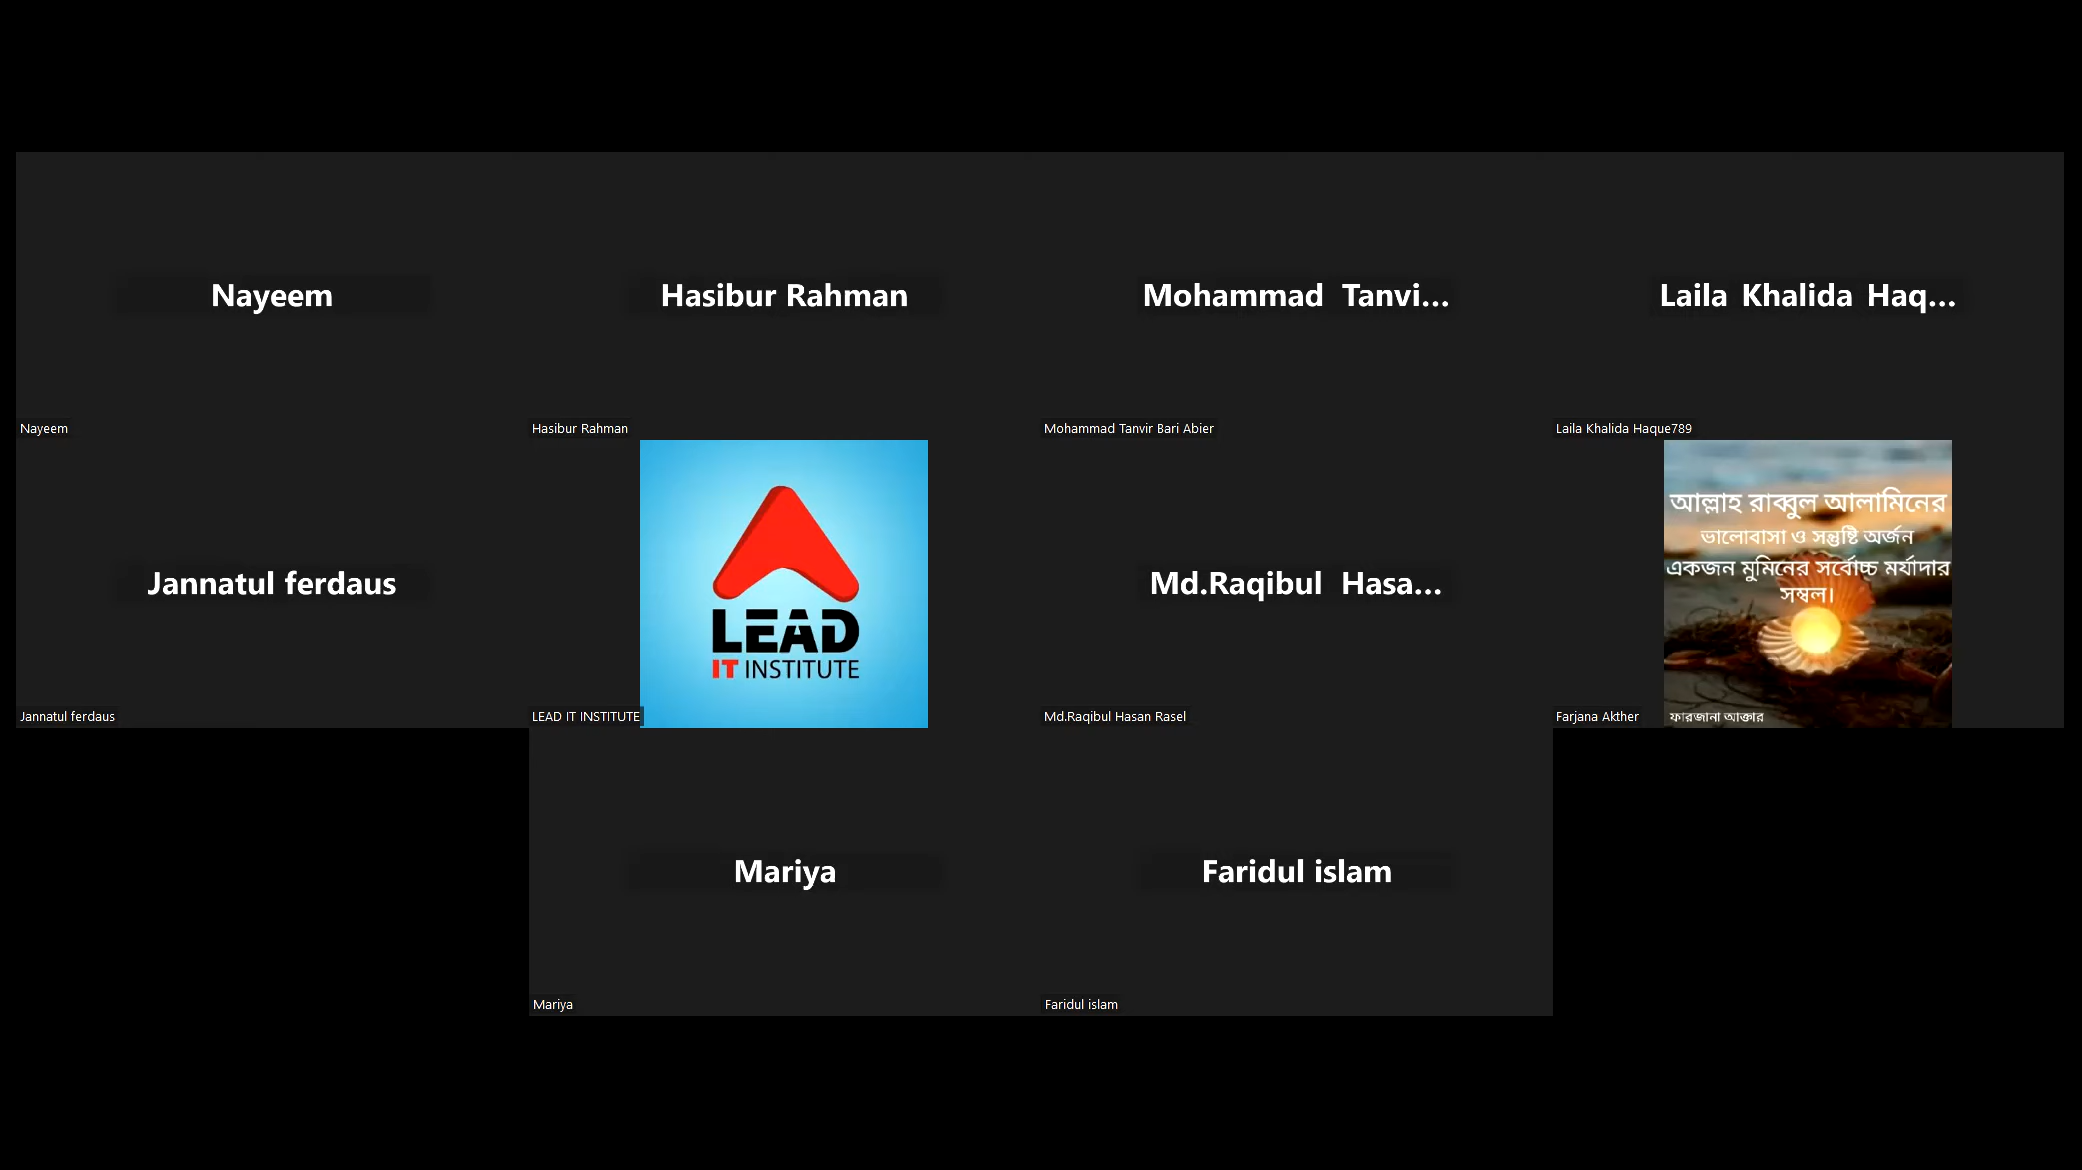 Nayeem
Hasibur Rahman
Mohammad Tanvi...
Laila Khalida Haq...
Nayeem
Hasibur Rahman
Mohammad Tanvir Bari Abier
Laila Khalida Haque789
Jannatul ferdaus
LEAD
IT INSTITUTE
Md.Raqibul Hasa...
আল্লাহ রাব্বুল আলামিনের
ভালোবাসা ও সন্তুষ্টি অর্জন
একজন মুমিনের সর্বোচ্চ মর্যাদার
সম্বল।
Jannatul ferdaus
LEAD IT INSTITUTE
Md.Raqibul Hasan Rasel
Farjana Akther
ফারজানা আক্তার
Mariya
Faridul islam
Mariya
Faridul islam